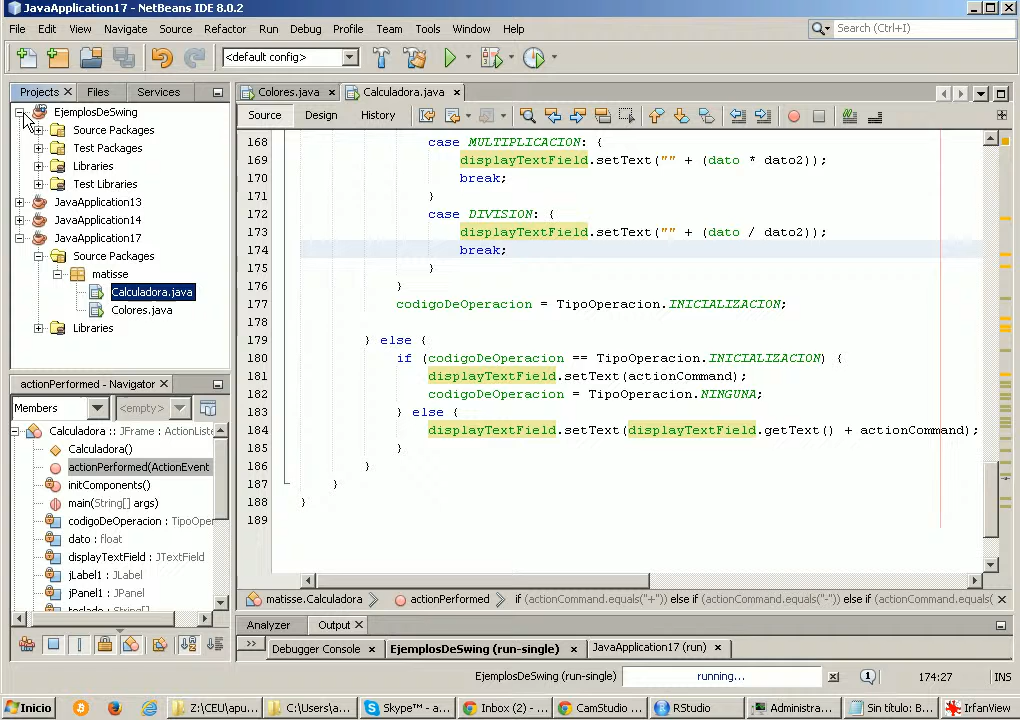 JavaApplication17 - NetBeans IDE 8.0.2
File Edit View Navigate Source Refactor Run Debug Profile Team Tools Window Help
Search (Ctrl+I)
<default config>
Projects Files Services
EjemplosDeSwing
Source Packages
Test Packages
Libraries
Test Libraries
JavaApplication13
JavaApplication14
JavaApplication17
Source Packages
matisse
Calculadora.java
Colores.java
Libraries
actionPerformed - Navigator
Members <empty>
Calculadora :: JFrame : ActionListe
Calculadora()
actionPerformed(ActionEvent
initComponents()
main(String[] args)
codigoDeOperacion : TipoOper
dato : float
displayTextField : JTextField
jLabel1 : JLabel
jPanel1 : JPanel
teclado : String[]
Colores.java Calculadora.java
Source Design History
168 case MULTIPLICACION: {
169 displayTextField.setText("" + (dato * dato2));
170 break;
171 }
172 case DIVISION: {
173 displayTextField.setText("" + (dato / dato2));
174 break;
175 }
176 }
177 codigoDeOperacion = TipoOperacion.INICIALIZACION;
178
179 } else {
180 if (codigoDeOperacion == TipoOperacion.INICIALIZACION) {
181 displayTextField.setText(actionCommand);
182 codigoDeOperacion = TipoOperacion.NINGUNA;
183 } else {
184 displayTextField.setText(displayTextField.getText() + actionCommand);
185 }
186 }
187 }
188 }
189
matisse.Calculadora actionPerformed if (actionCommand.equals("+")) else if (actionCommand.equals("-")) else if (actionCommand.equals(
Analyzer Output
Debugger Console EjemplosDeSwing (run-single) JavaApplication17 (run)
EjemplosDeSwing (run-single) running... 174:27 INS
Inicio Z:\CEU\apu... C:\Users\a... Skype™ - a... Inbox (2) - ... CamStudio ... RStudio Administra... Sin título: B... IrfanView